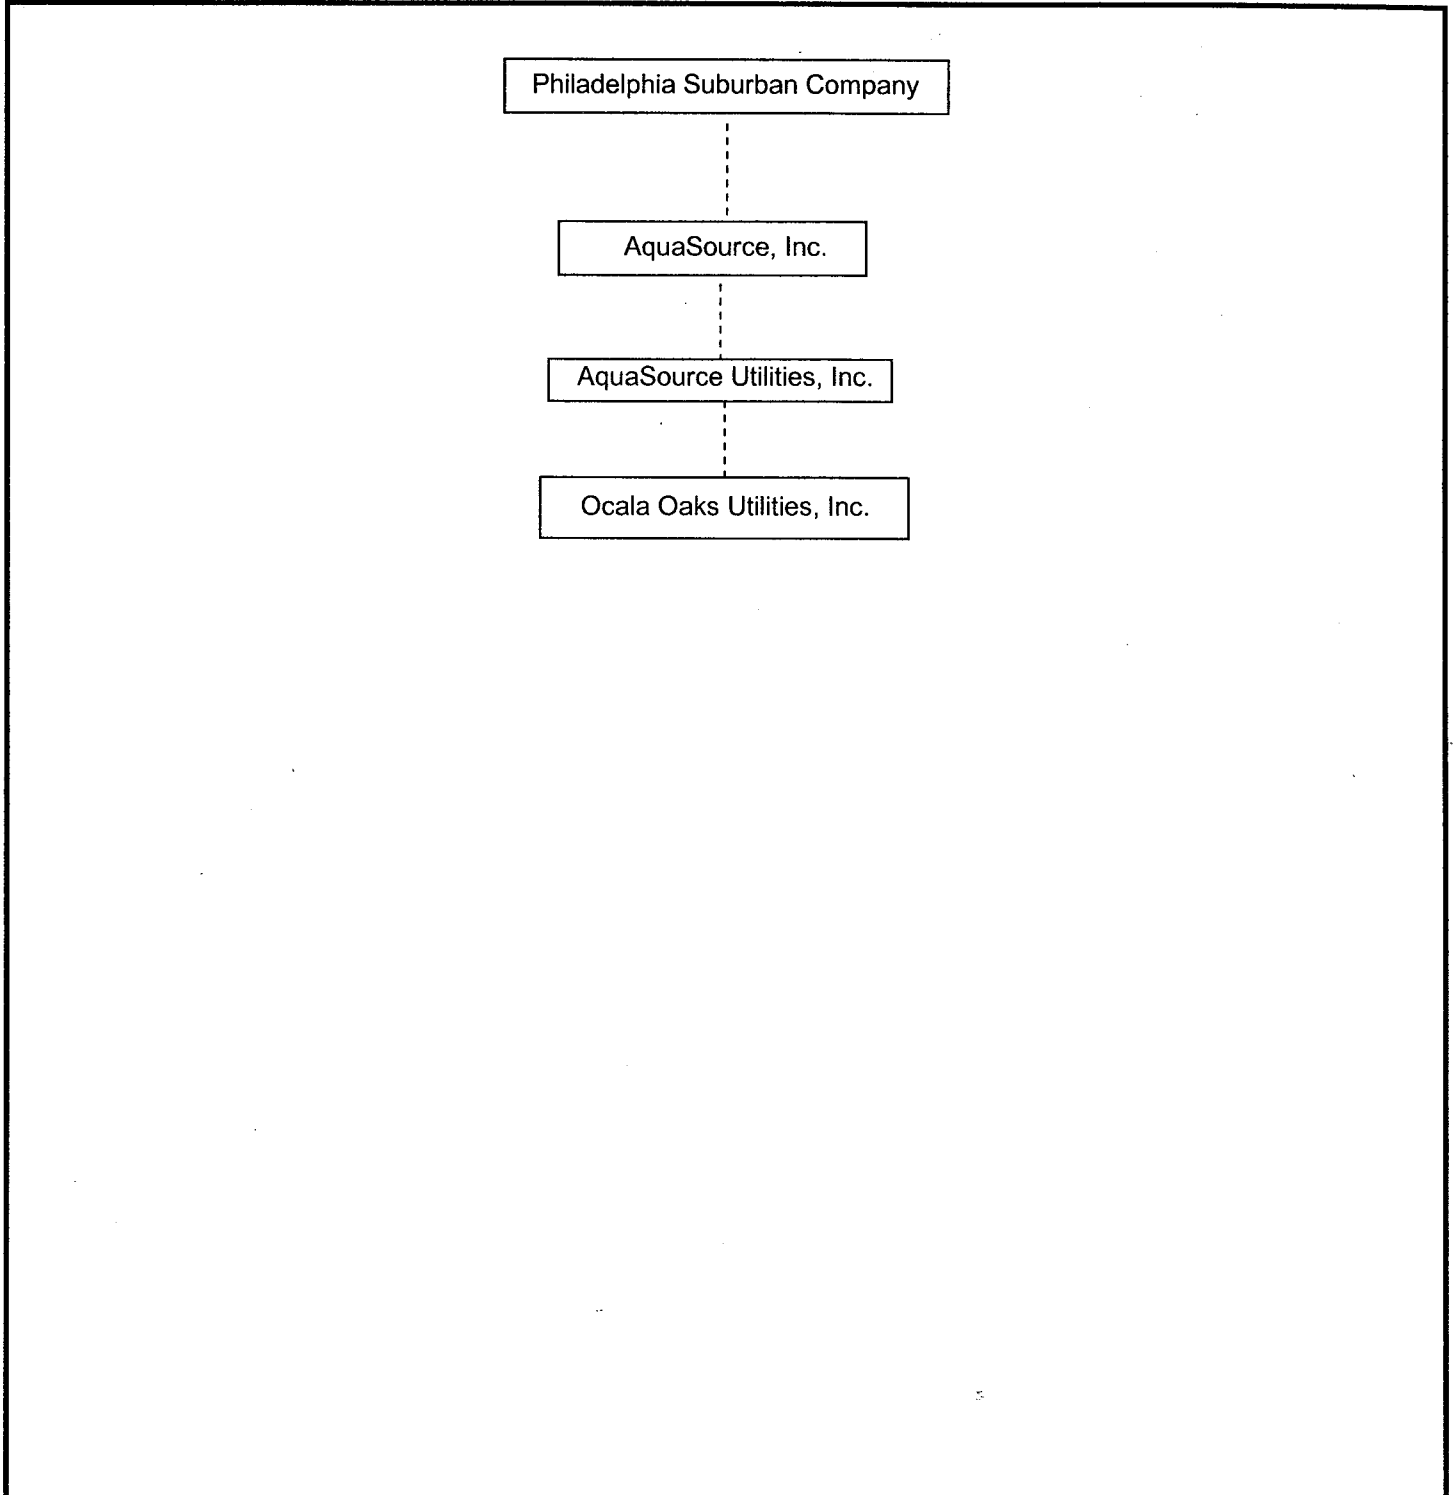 Philadelphia Suburban Company
AquaSource, Inc.
AquaSource Utilities, Inc.
Ocala Oaks Utilities, Inc.